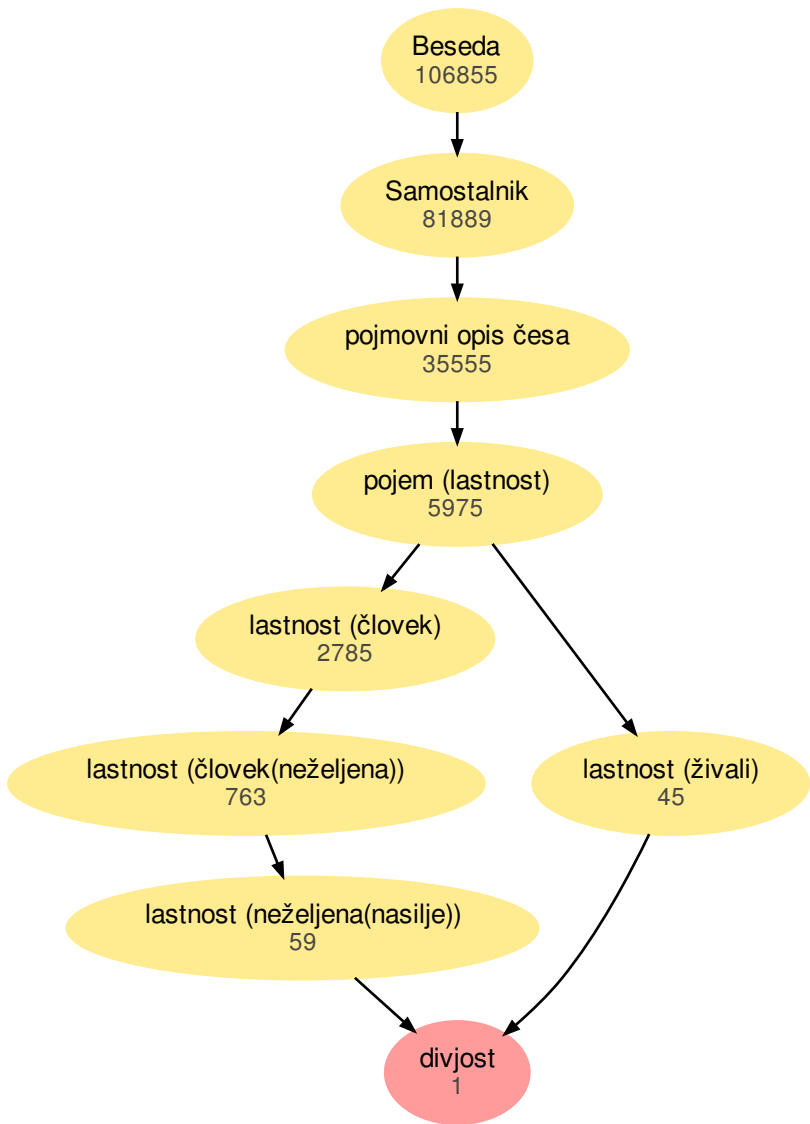 Beseda
106855
Samostalnik
81889
pojmovni opis česa
35555
pojem (lastnost)
5975
lastnost (človek)
2785
lastnost (človek(neželjena))
763
lastnost (živali)
45
lastnost (neželjena(nasilje))
59
divjost
1